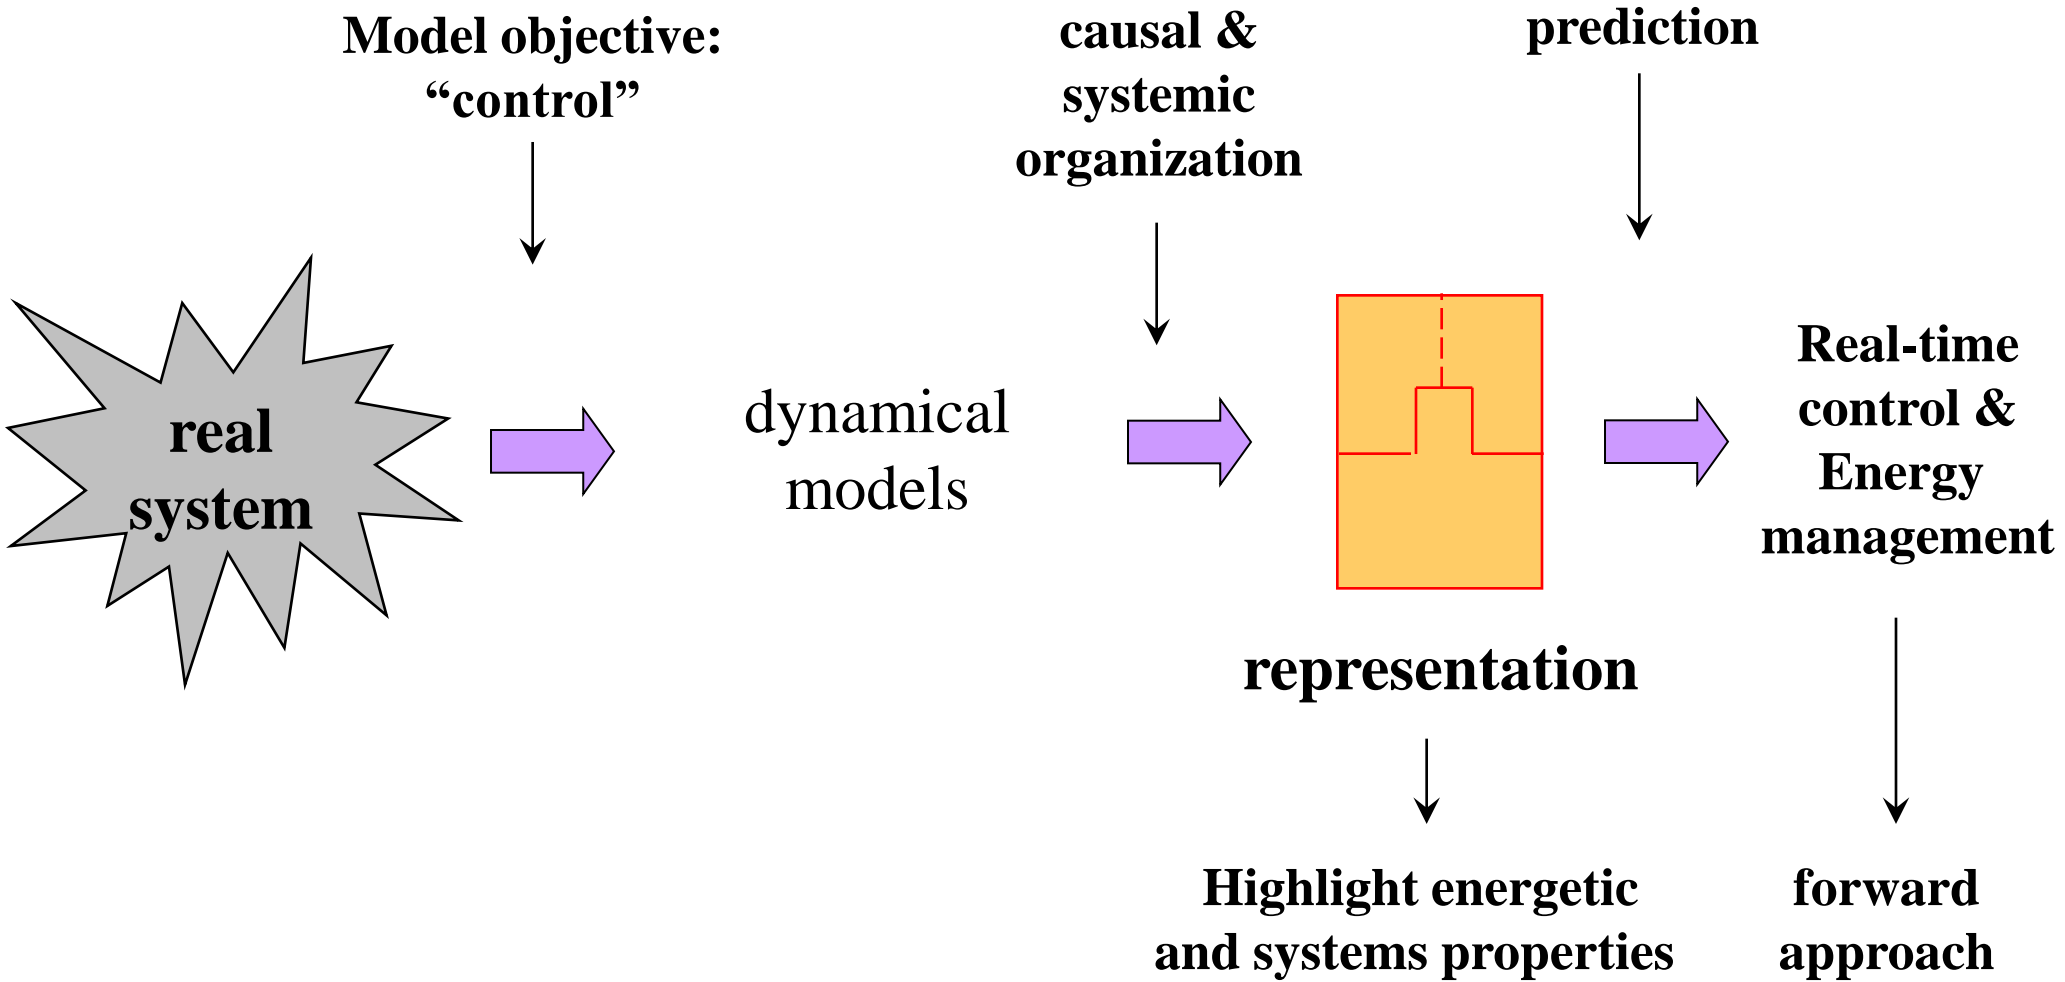 Model objective:
“control”
causal &
systemic
organization
prediction
real
system
dynamical
models
representation
Real-time
control &
Energy
management
Highlight energetic
and systems properties
forward
approach